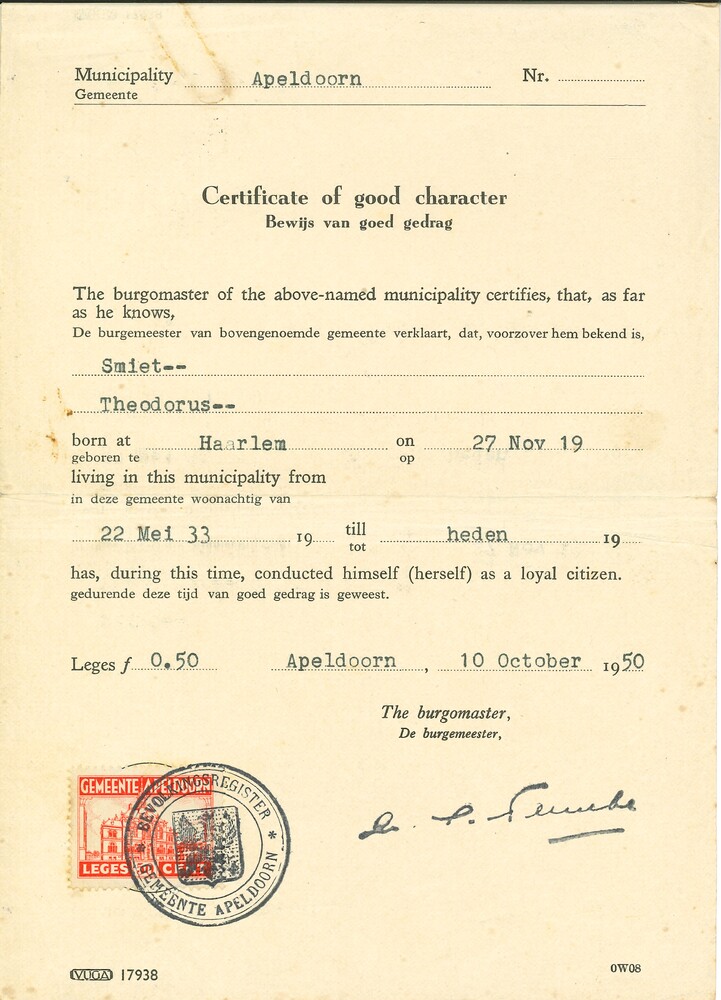 Municipality Apeldoorn Nr.
Gemeente
Certificate of good character
Bewijs van goed gedrag
The burgomaster of the above-named municipality certifies, that, as far
as he knows,
De burgemeester van bovengenoemde gemeente verklaart, dat, voorzover hem bekend is,
Smiet--
Theodorus--
born at Haarlem on 27 Nov 19
geboren te op
living in this municipality from
in deze gemeente woonachtig van
22 Mei 33 19 till heden 19
tot
has, during this time, conducted himself (herself) as a loyal citizen.
gedurende deze tijd van goed gedrag is geweest.
Leges f 0.50 Apeldoorn, 10 October 1950
The burgomaster,
De burgemeester,
GEMEENTE APELDOORN
LEGES
BEVOLKINGSREGISTER
* GEMEENTE APELDOORN *
VUGA 17938
0W08